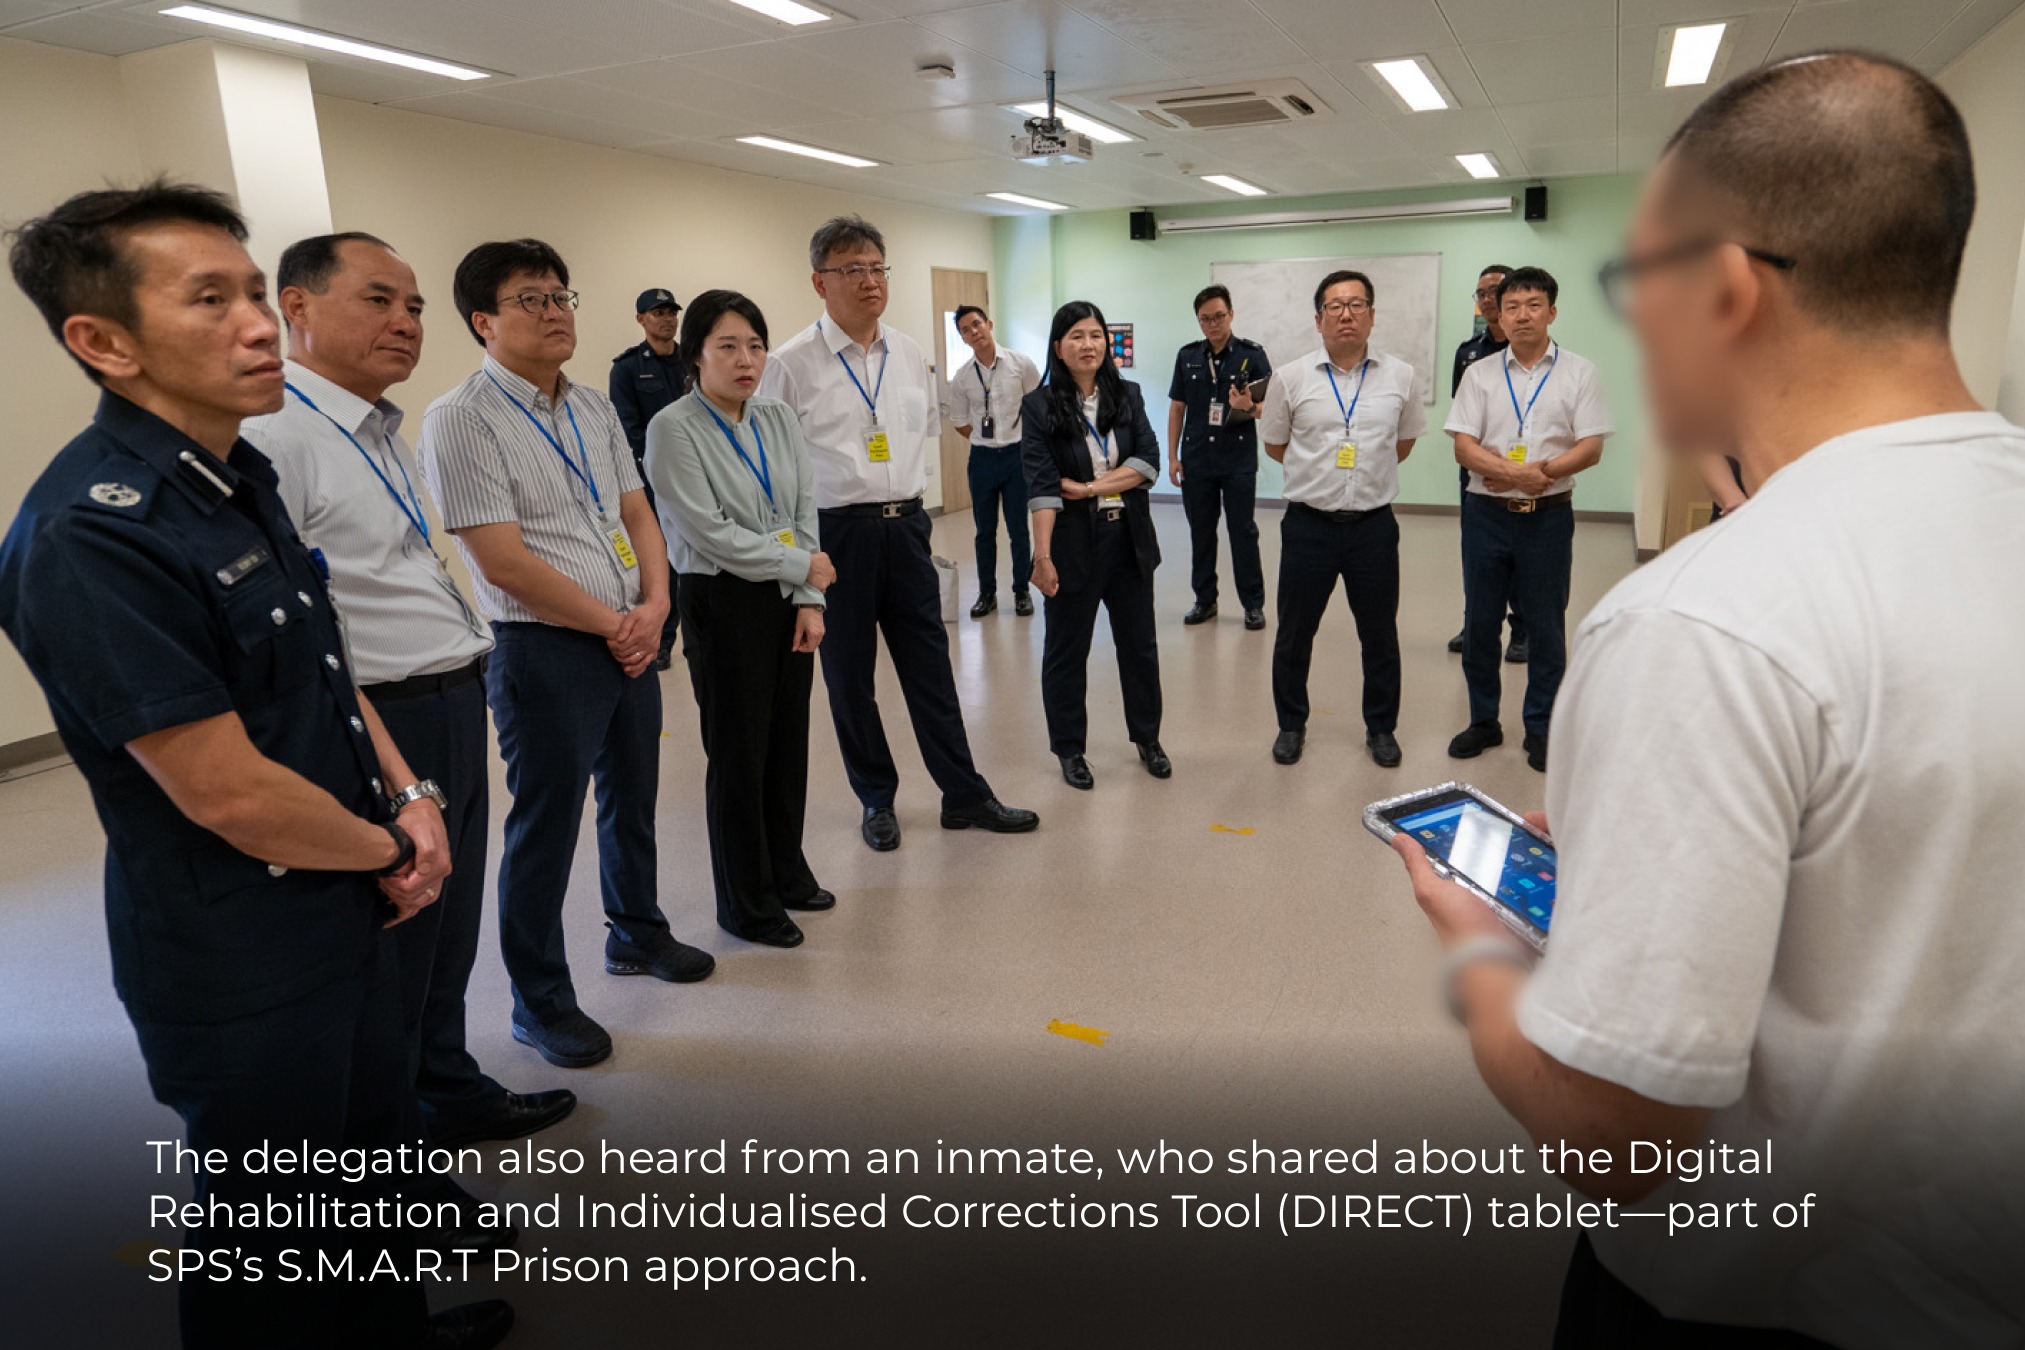 The delegation also heard from an inmate, who shared about the Digital
Rehabilitation and Individualised Corrections Tool (DIRECT) tablet—part of
SPS’s S.M.A.R.T Prison approach.